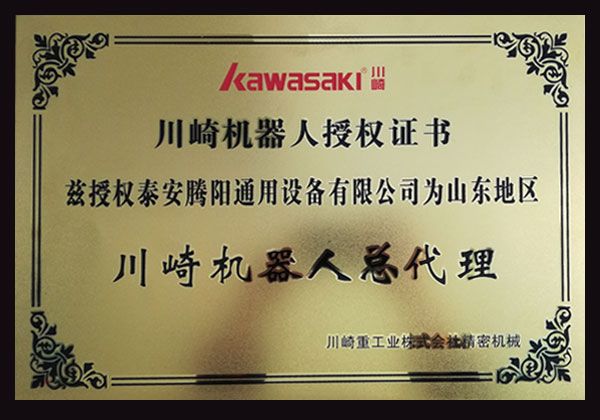 Kawasaki® 川崎
川崎机器人授权证书
兹授权泰安腾阳通用设备有限公司为山东地区
川崎机器人总代理
川崎重工业株式会社精密机械